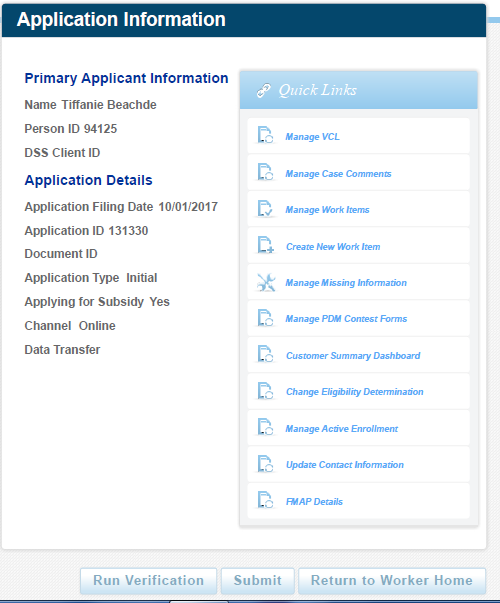 Application Information
Primary Applicant Information
Name Tiffanie Beachde
Person ID 94125
DSS Client ID
Application Details
Application Filing Date 10/01/2017
Application ID 131330
Document ID
Application Type Initial
Applying for Subsidy Yes
Channel Online
Data Transfer
Quick Links
Manage VCL
Manage Case Comments
Manage Work Items
Create New Work Item
Manage Missing Information
Manage PDM Contest Forms
Customer Summary Dashboard
Change Eligibility Determination
Manage Active Enrollment
Update Contact Information
FMAP Details
Run Verification Submit Return to Worker Home